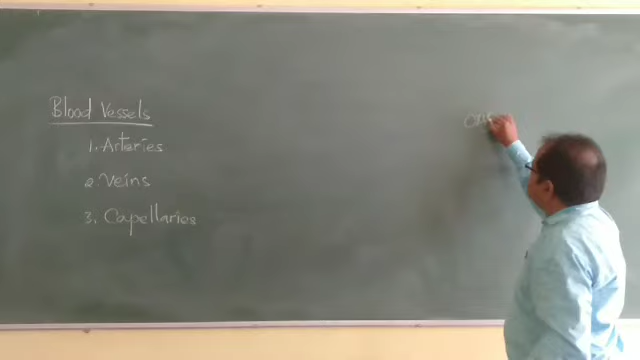 Blood Vessels
1. Arteries
2. Veins
3. Capellaries